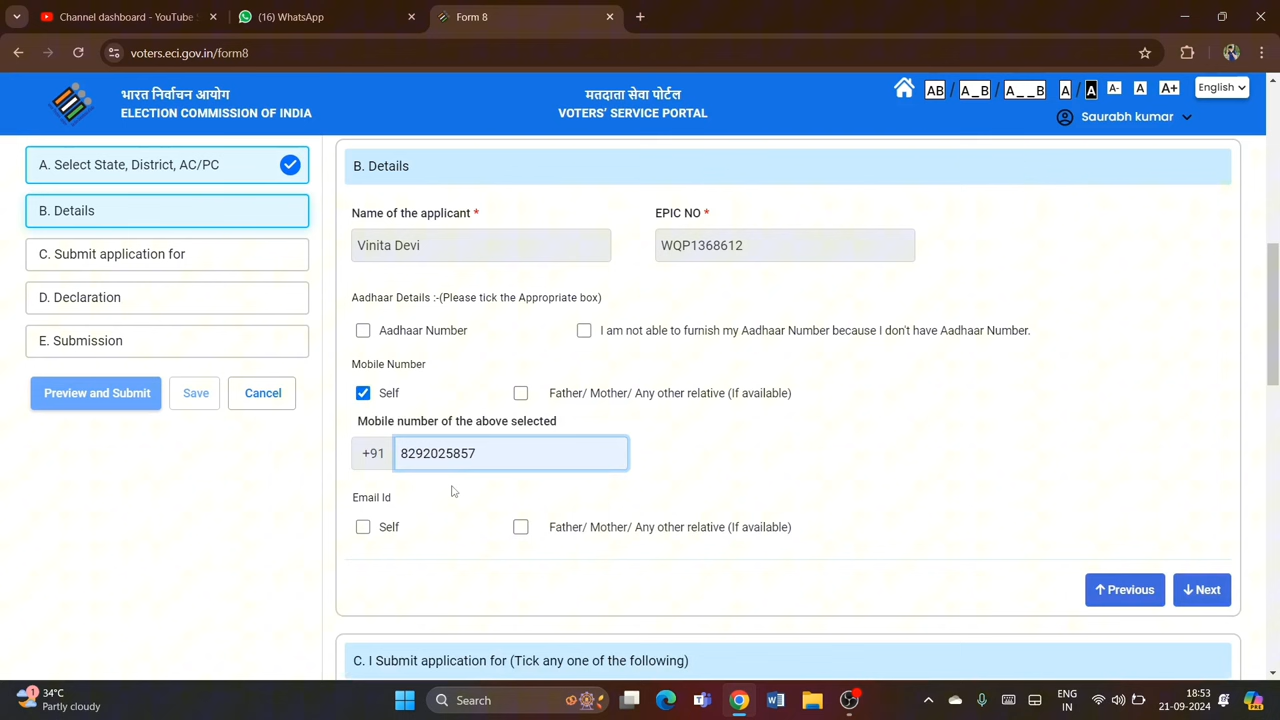 Channel dashboard - YouTube
(16) WhatsApp
Form 8
voters.eci.gov.in/form8
भारत निर्वाचन आयोग
ELECTION COMMISSION OF INDIA
मतदाता सेवा पोर्टल
VOTERS' SERVICE PORTAL
AB / A_B / A__B A / A A- A A+ English
Saurabh kumar
A. Select State, District, AC/PC
B. Details
C. Submit application for
D. Declaration
E. Submission
Preview and Submit
Save
Cancel
B. Details
Name of the applicant * EPIC NO *
Vinita Devi WQP1368612
Aadhaar Details :-(Please tick the Appropriate box)
Aadhaar Number I am not able to furnish my Aadhaar Number because I don't have Aadhaar Number.
Mobile Number
Self Father/ Mother/ Any other relative (If available)
Mobile number of the above selected
+91 8292025857
Email Id
Self Father/ Mother/ Any other relative (If available)
Previous Next
C. I Submit application for (Tick any one of the following)
1
34°C
Partly cloudy
Search
ENG
IN
18:53
21-09-2024